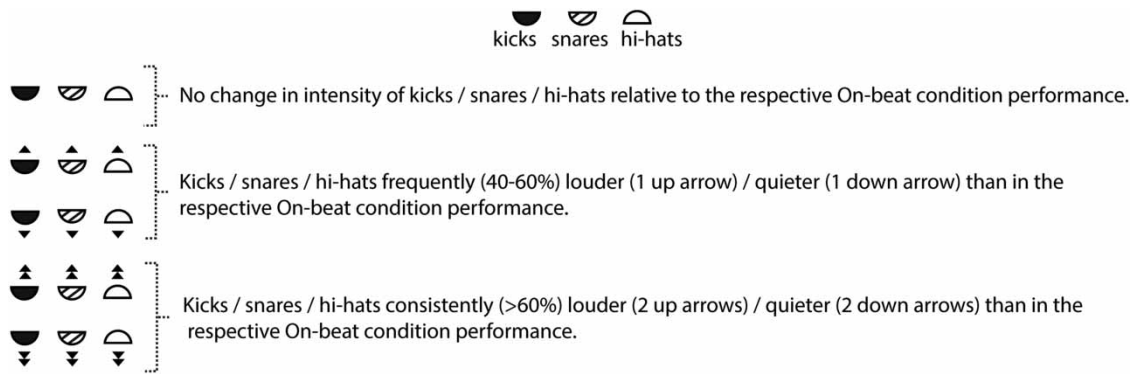 kicks snares hi-hats
No change in intensity of kicks / snares / hi-hats relative to the respective On-beat condition performance.
Kicks / snares / hi-hats frequently (40-60%) louder (1 up arrow) / quieter (1 down arrow) than in the
respective On-beat condition performance.
Kicks / snares / hi-hats consistently (>60%) louder (2 up arrows) / quieter (2 down arrows) than in the
respective On-beat condition performance.